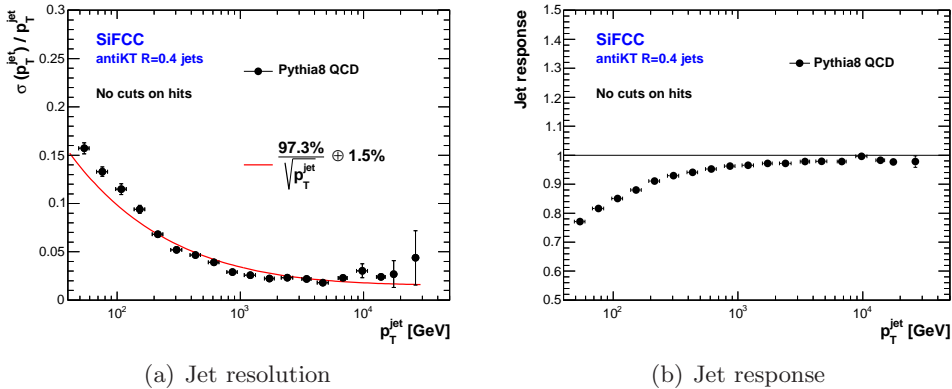 σ (p_T^jet) / p_T^jet
0.3
0.25
0.2
0.15
0.1
0.05
0
SiFCC
antiKT R=0.4 jets
No cuts on hits
Pythia8 QCD
97.3% / √p_T^jet ⊕ 1.5%
10^2 10^3 10^4
p_T^jet [GeV]
(a) Jet resolution
Jet response
1.5
1.4
1.3
1.2
1.1
1
0.9
0.8
0.7
0.6
0.5
SiFCC
antiKT R=0.4 jets
No cuts on hits
Pythia8 QCD
10^2 10^3 10^4
p_T^jet [GeV]
(b) Jet response